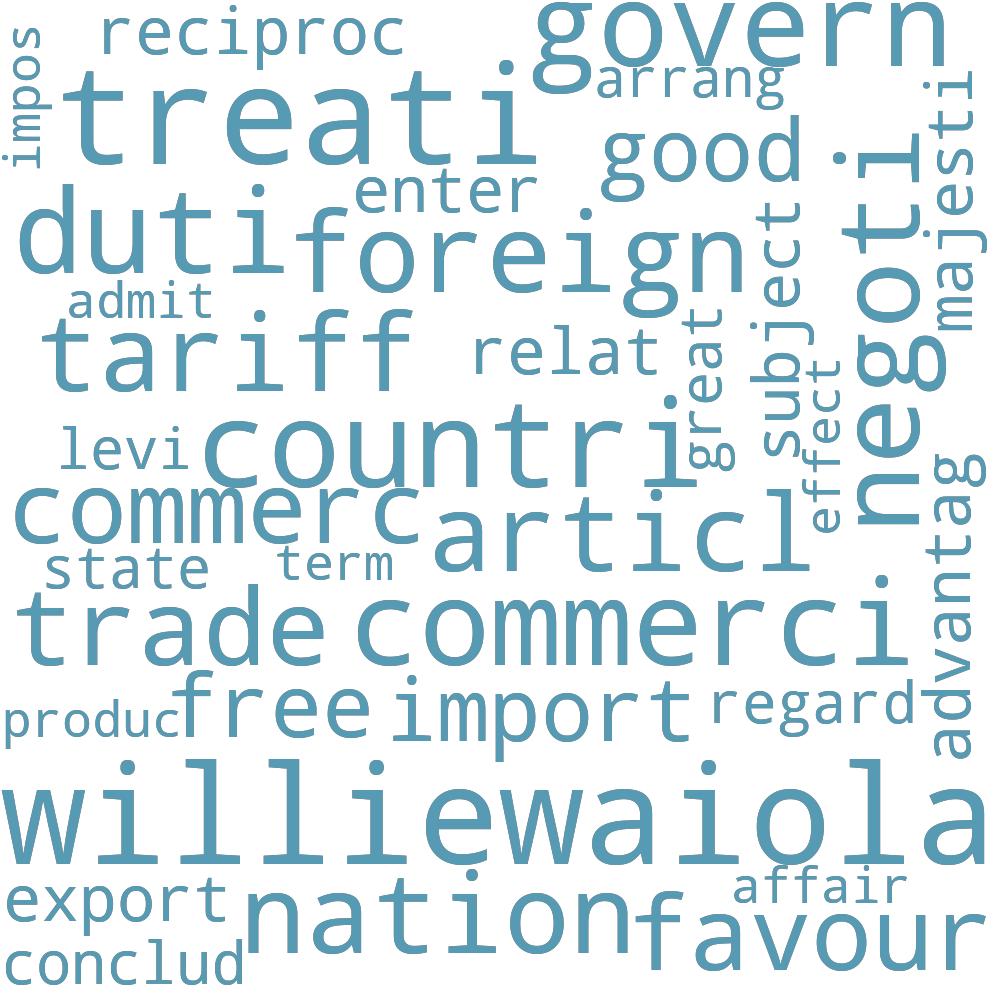 reciproc
govern
impos
arrang
treati
majesti
good
negoti
enter
duti
foreign
subject
admit
tariff
relat
great
effect
countri
levi
commerc
articl
advantag
state
term
trade
commerci
free
import
regard
produc
williewaiola
export
nation
affair
favour
conclud